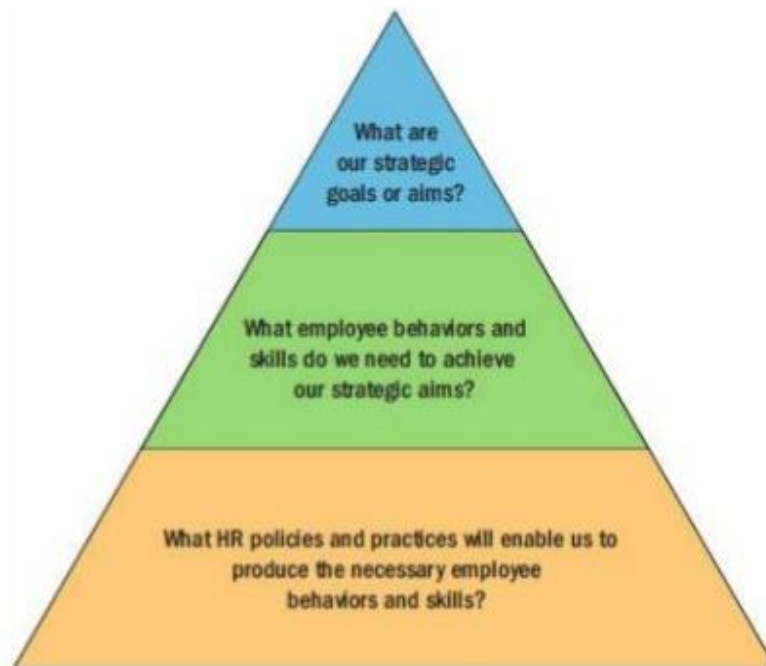 What are
our strategic
goals or aims?
What employee behaviors and
skills do we need to achieve
our strategic aims?
What HR policies and practices will enable us to
produce the necessary employee
behaviors and skills?